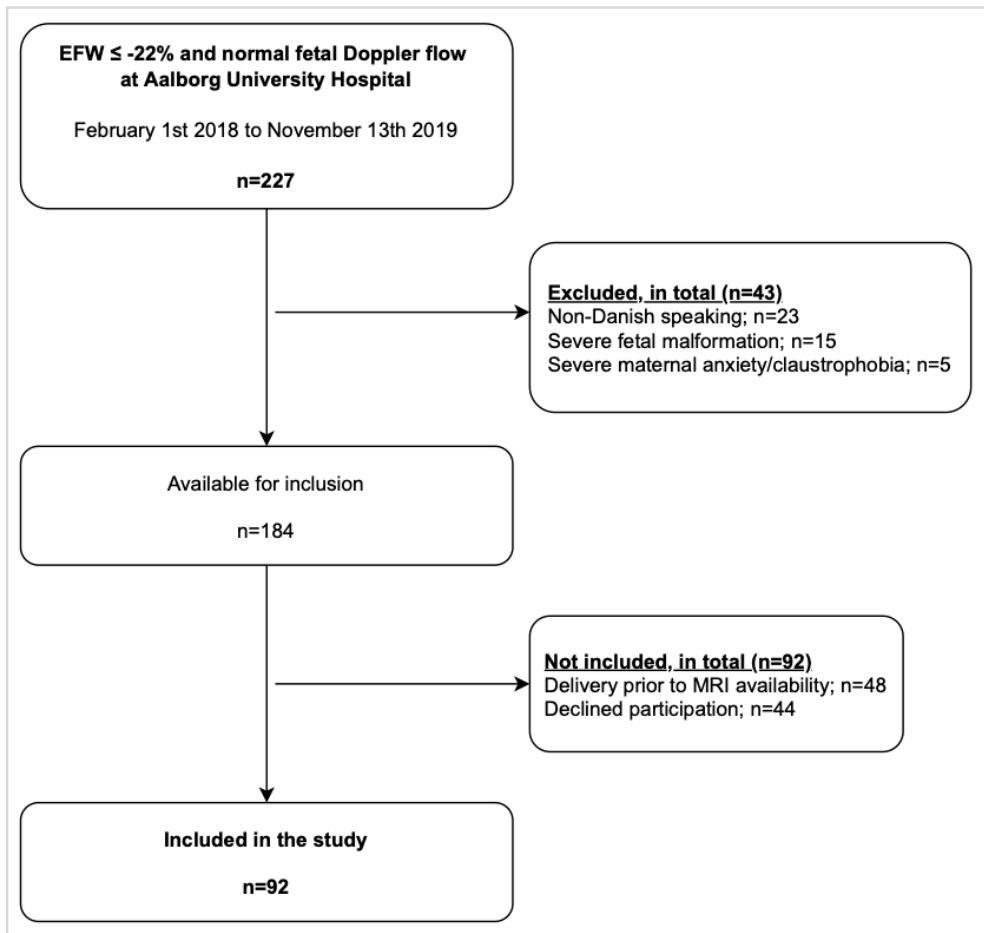 EFW ≤ -22% and normal fetal Doppler flow
at Aalborg University Hospital
February 1st 2018 to November 13th 2019
n=227
Excluded, in total (n=43)
Non-Danish speaking; n=23
Severe fetal malformation; n=15
Severe maternal anxiety/claustrophobia; n=5
Available for inclusion
n=184
Not included, in total (n=92)
Delivery prior to MRI availability; n=48
Declined participation; n=44
Included in the study
n=92